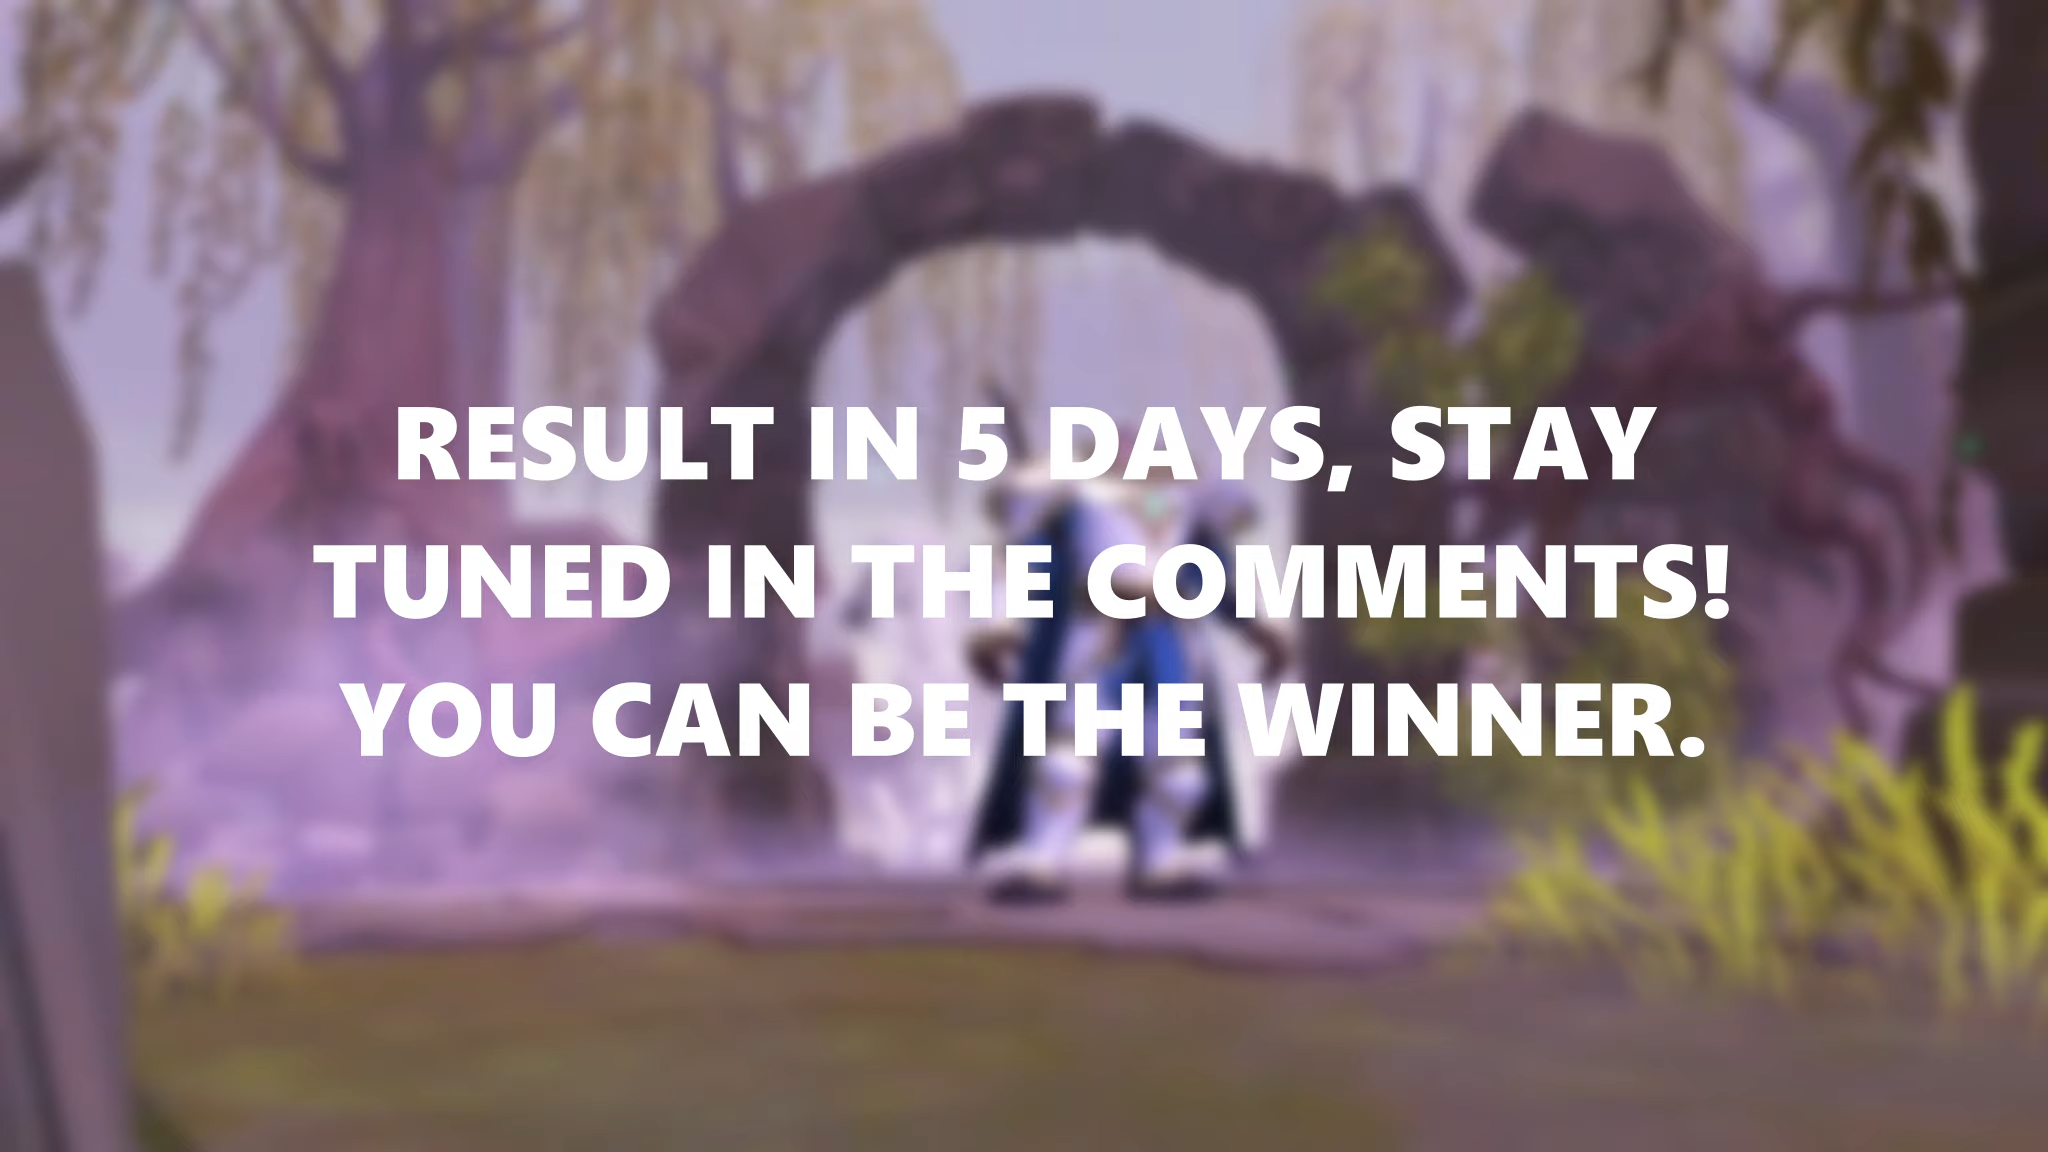 RESULT IN 5 DAYS, STAY
TUNED IN THE COMMENTS!
YOU CAN BE THE WINNER.